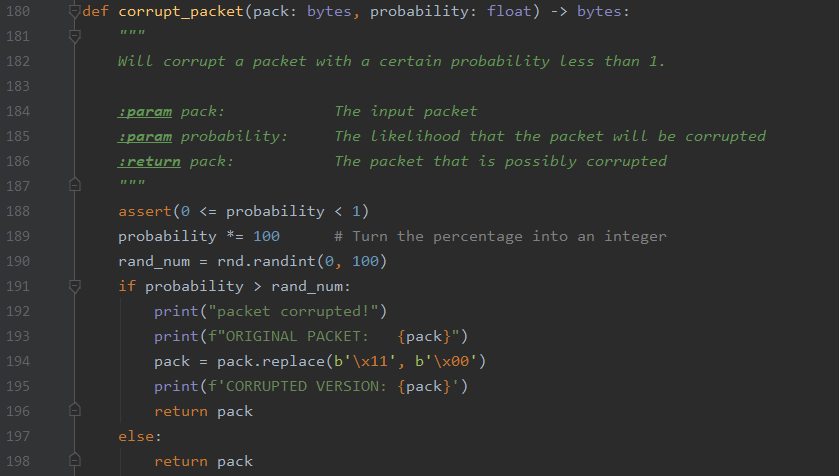 180 def corrupt_packet(pack: bytes, probability: float) -> bytes:
181     """
182     Will corrupt a packet with a certain probability less than 1.
183
184     :param pack:            The input packet
185     :param probability:     The likelihood that the packet will be corrupted
186     :return pack:           The packet that is possibly corrupted
187     """
188     assert(0 <= probability < 1)
189     probability *= 100      # Turn the percentage into an integer
190     rand_num = rnd.randint(0, 100)
191     if probability > rand_num:
192         print("packet corrupted!")
193         print(f"ORIGINAL PACKET:   {pack}")
194         pack = pack.replace(b'\x11', b'\x00')
195         print(f'CORRUPTED VERSION: {pack}')
196         return pack
197     else:
198         return pack